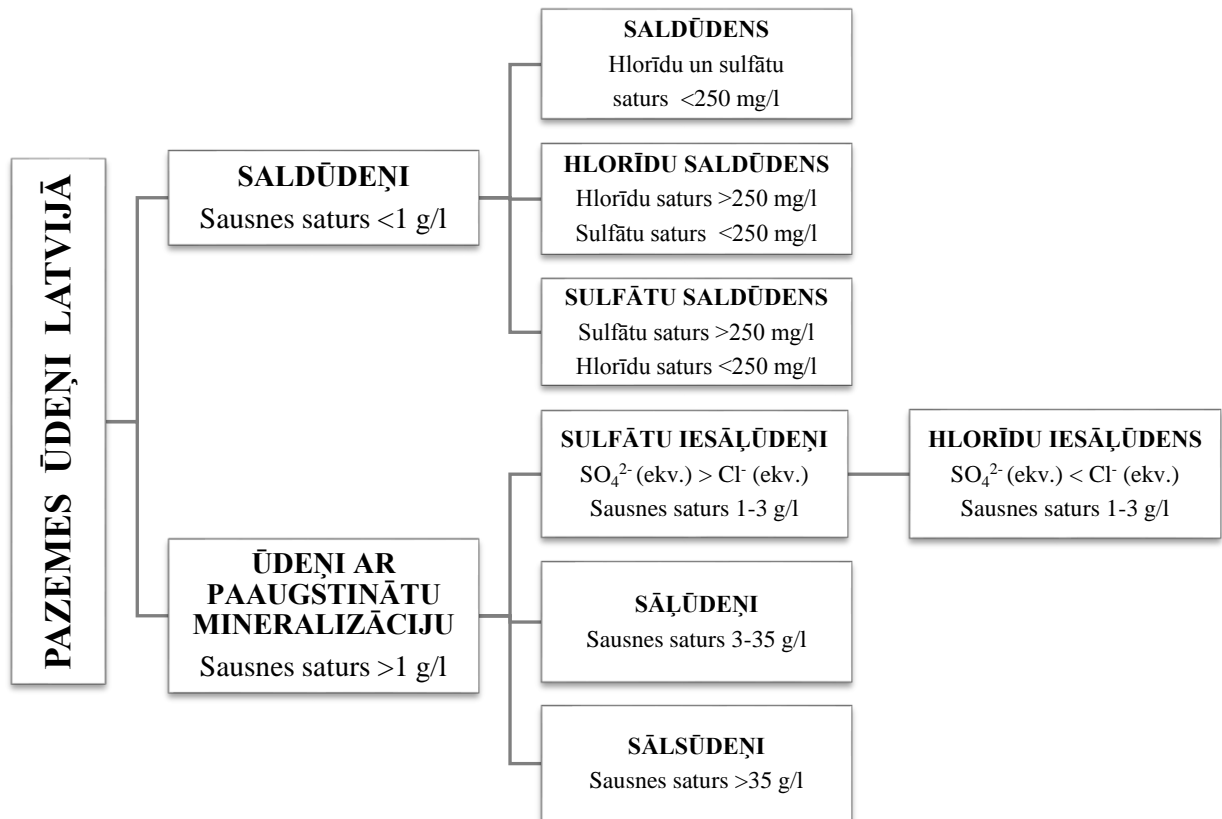 PAZEMES ŪDEŅI LATVIJĀ
SALDŪDEŅI
Sausnes saturs <1 g/l
SALDŪDENS
Hlorīdu un sulfātu
saturs <250 mg/l
HLORĪDU SALDŪDENS
Hlorīdu saturs >250 mg/l
Sulfātu saturs <250 mg/l
SULFĀTU SALDŪDENS
Sulfātu saturs >250 mg/l
Hlorīdu saturs <250 mg/l
ŪDEŅI AR
PAAUGSTINĀTU
MINERALIZĀCIJU
Sausnes saturs >1 g/l
SULFĀTU IESĀĻŪDEŅI
SO₄²⁻ (ekv.) > Cl⁻ (ekv.)
Sausnes saturs 1-3 g/l
HLORĪDU IESĀĻŪDENS
SO₄²⁻ (ekv.) < Cl⁻ (ekv.)
Sausnes saturs 1-3 g/l
SĀĻŪDEŅI
Sausnes saturs 3-35 g/l
SĀLSŪDEŅI
Sausnes saturs >35 g/l